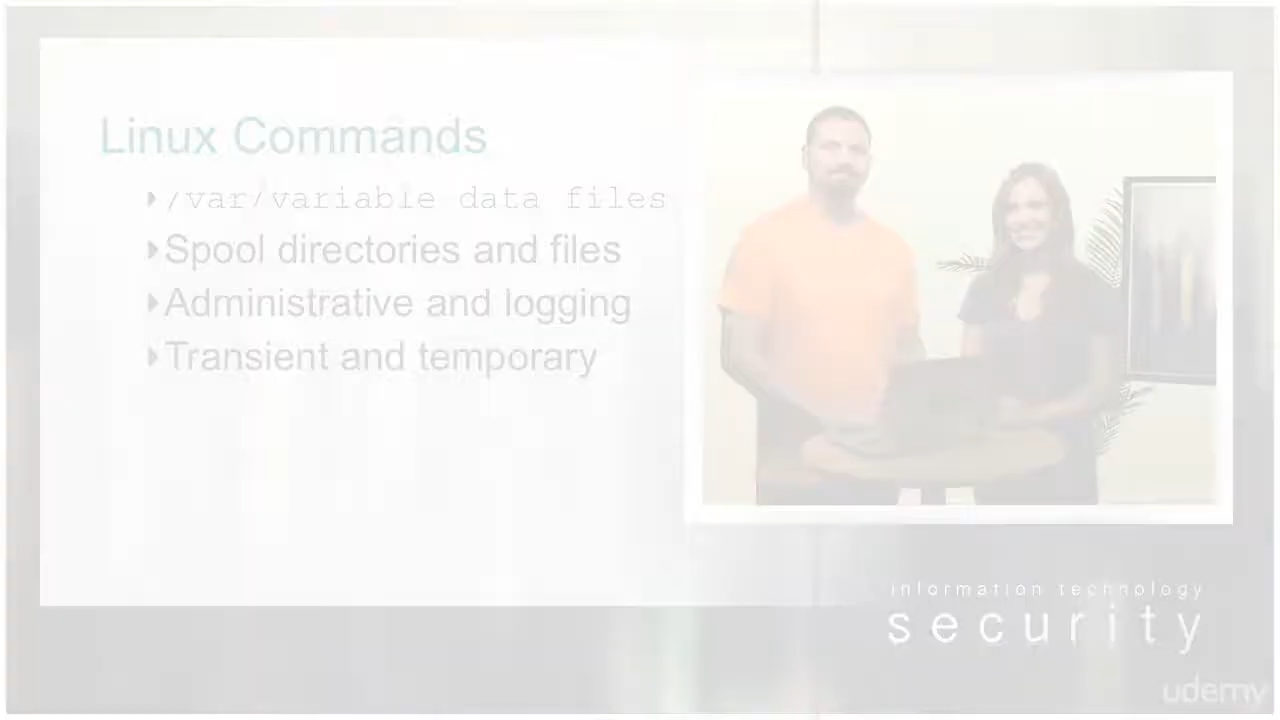 Linux Commands
/var/variable data files
Spool directories and files
Administrative and logging
Transient and temporary
information technology
security
udemy